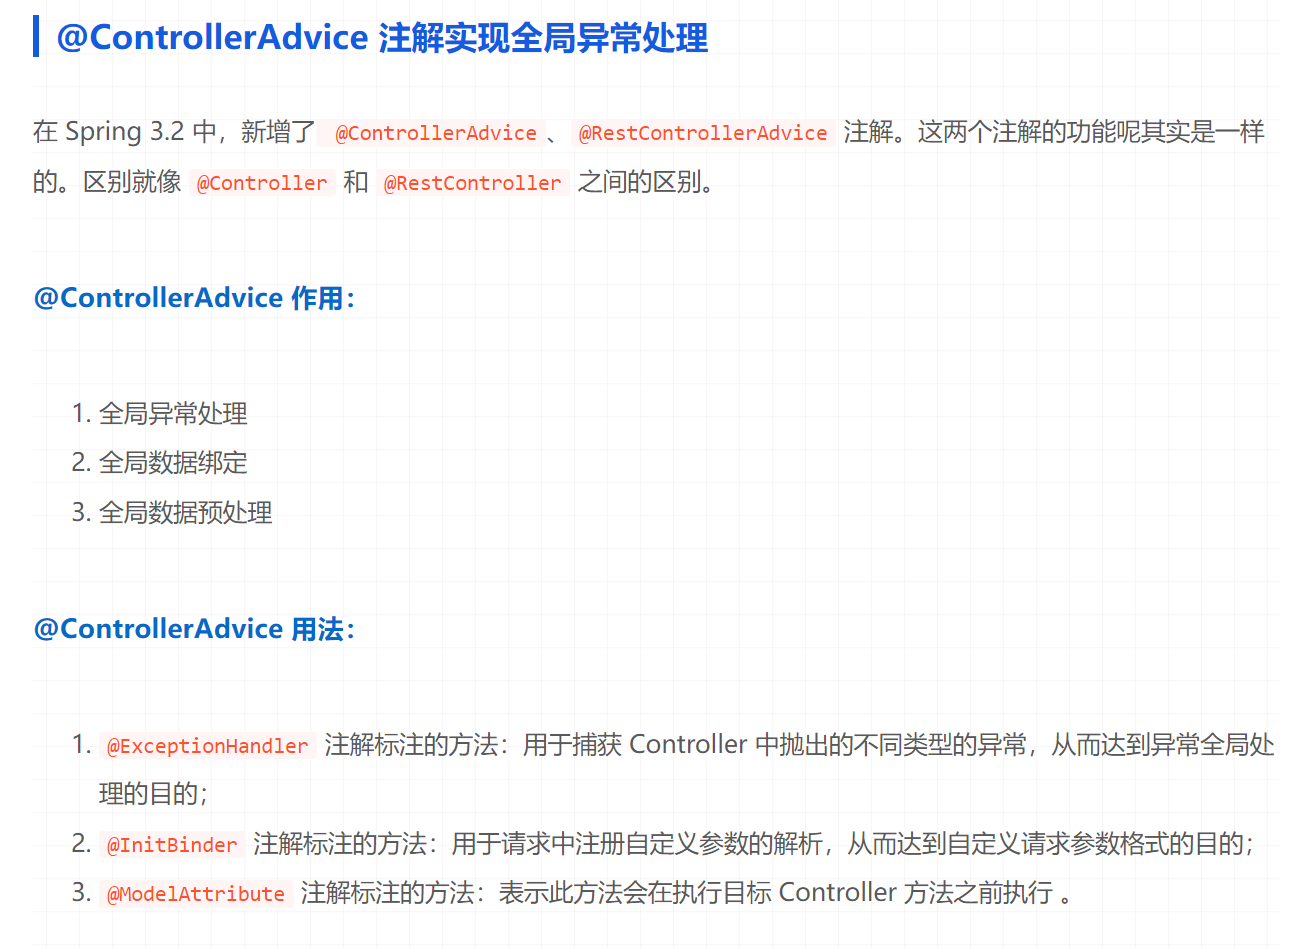 @ControllerAdvice 注解实现全局异常处理
在 Spring 3.2 中，新增了 @ControllerAdvice 、 @RestControllerAdvice 注解。这两个注解的功能呢其实是一样
的。区别就像 @Controller 和 @RestController 之间的区别。
@ControllerAdvice 作用：
1. 全局异常处理
2. 全局数据绑定
3. 全局数据预处理
@ControllerAdvice 用法：
1. @ExceptionHandler 注解标注的方法：用于捕获 Controller 中抛出的不同类型的异常，从而达到异常全局处
理的目的；
2. @InitBinder 注解标注的方法：用于请求中注册自定义参数的解析，从而达到自定义请求参数格式的目的；
3. @ModelAttribute 注解标注的方法：表示此方法会在执行目标 Controller 方法之前执行 。